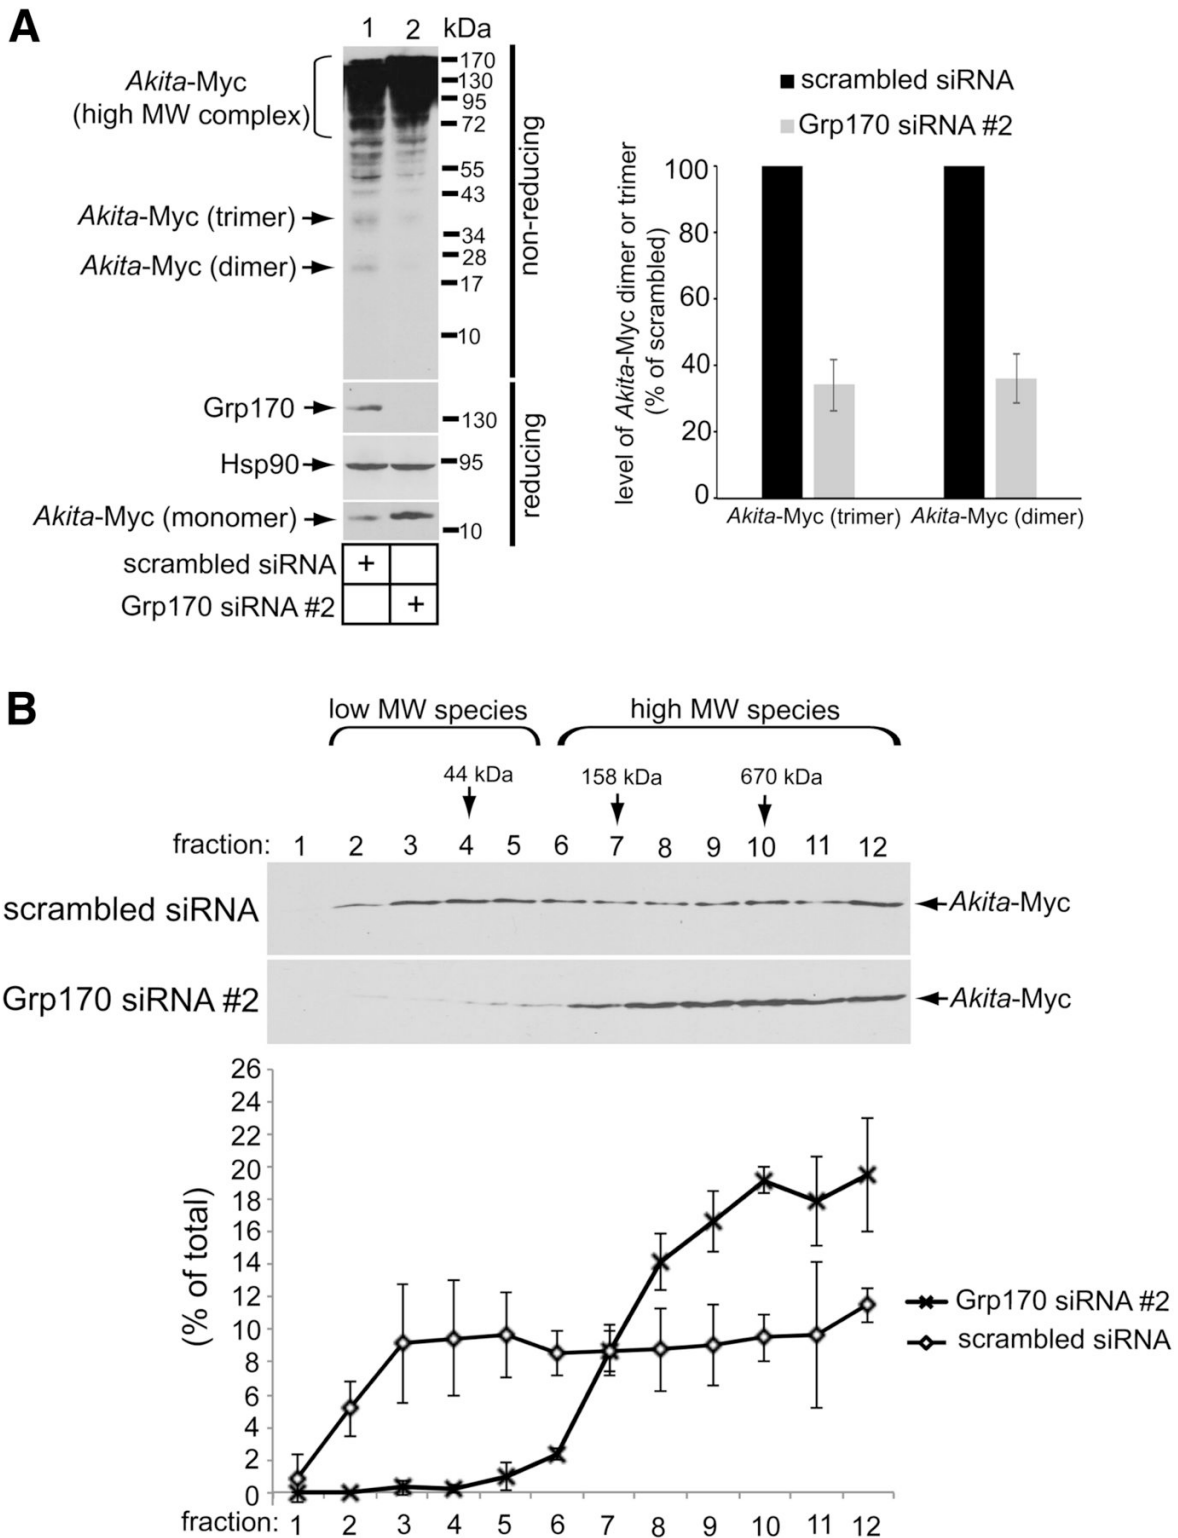 A
1 2 kDa
Akita-Myc
(high MW complex)
170
130
95
72
55
43
Akita-Myc (trimer)
34
28
Akita-Myc (dimer)
17
10
non-reducing
Grp170
130
Hsp90
95
Akita-Myc (monomer)
10
reducing
scrambled siRNA +
Grp170 siRNA #2 +
scrambled siRNA
Grp170 siRNA #2
level of Akita-Myc dimer or trimer
(% of scrambled)
100
80
60
40
20
0
Akita-Myc (trimer) Akita-Myc (dimer)
B
low MW species high MW species
44 kDa 158 kDa 670 kDa
fraction: 1 2 3 4 5 6 7 8 9 10 11 12
scrambled siRNA Akita-Myc
Grp170 siRNA #2 Akita-Myc
(% of total)
26
24
22
20
18
16
14
12
10
8
6
4
2
0
Grp170 siRNA #2
scrambled siRNA
fraction: 1 2 3 4 5 6 7 8 9 10 11 12